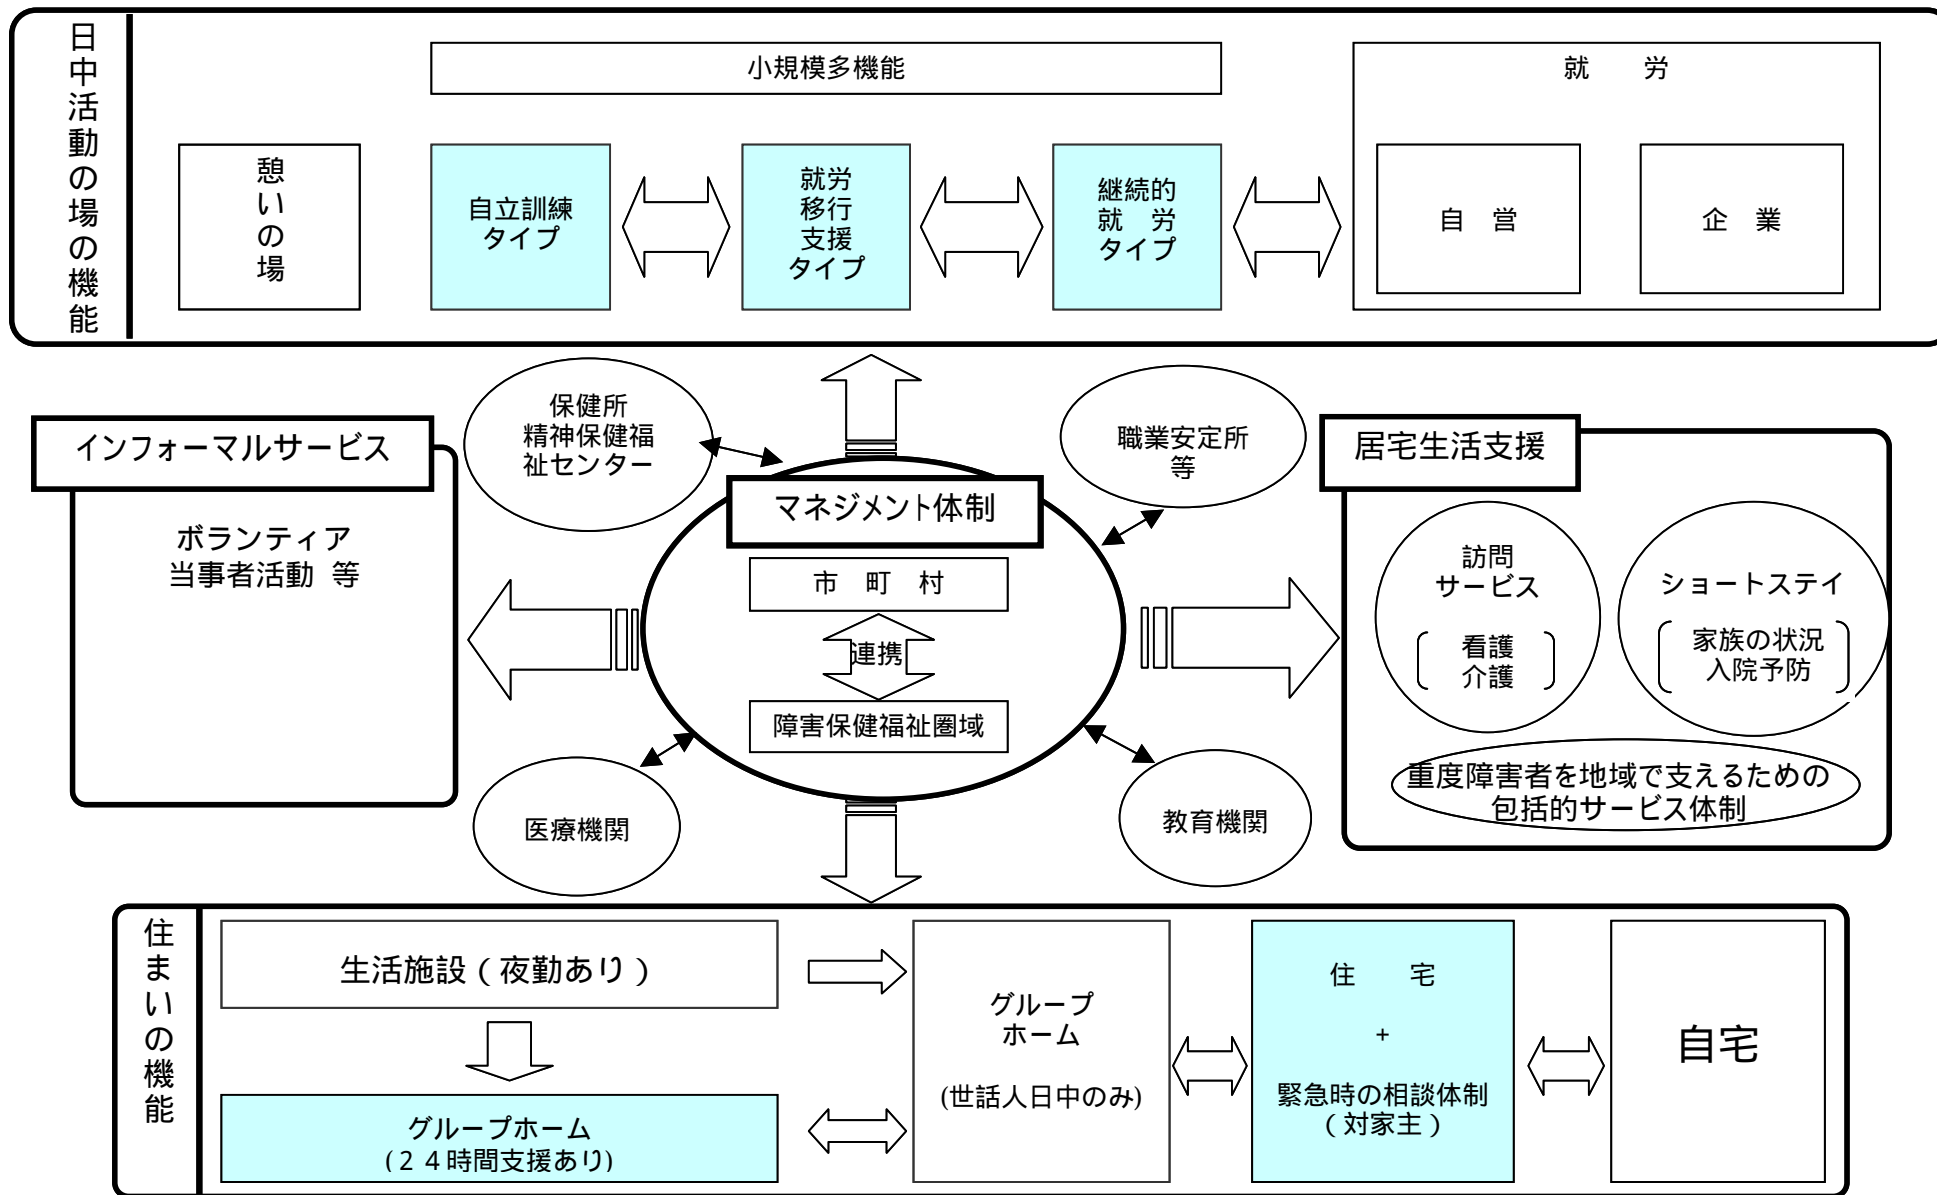 日中活動の場の機能
小規模多機能
就　労
憩いの場
自立訓練
タイプ
就労
移行
支援
タイプ
継続的
就　労
タイプ
自　営
企　業
保健所
精神保健福
祉センター
職業安定所
等
インフォーマルサービス
ボランティア
当事者活動 等
マネジメント体制
市　町　村
連携
障害保健福祉圏域
居宅生活支援
訪問
サービス
看護
介護
ショートステイ
家族の状況
入院予防
重度障害者を地域で支えるための
包括的サービス体制
医療機関
教育機関
住まいの機能
生活施設（夜勤あり）
グループホーム
(２４時間支援あり)
グループ
ホーム
(世話人日中のみ)
住　宅
+
緊急時の相談体制
（対家主）
自宅